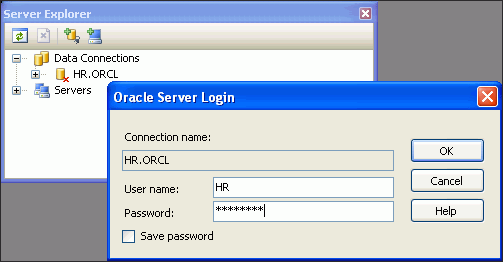 Server Explorer
Data Connections
HR.ORCL
Servers
Oracle Server Login
Connection name:
HR.ORCL
OK
User name:
HR
Cancel
Password:
********
Help
Save password